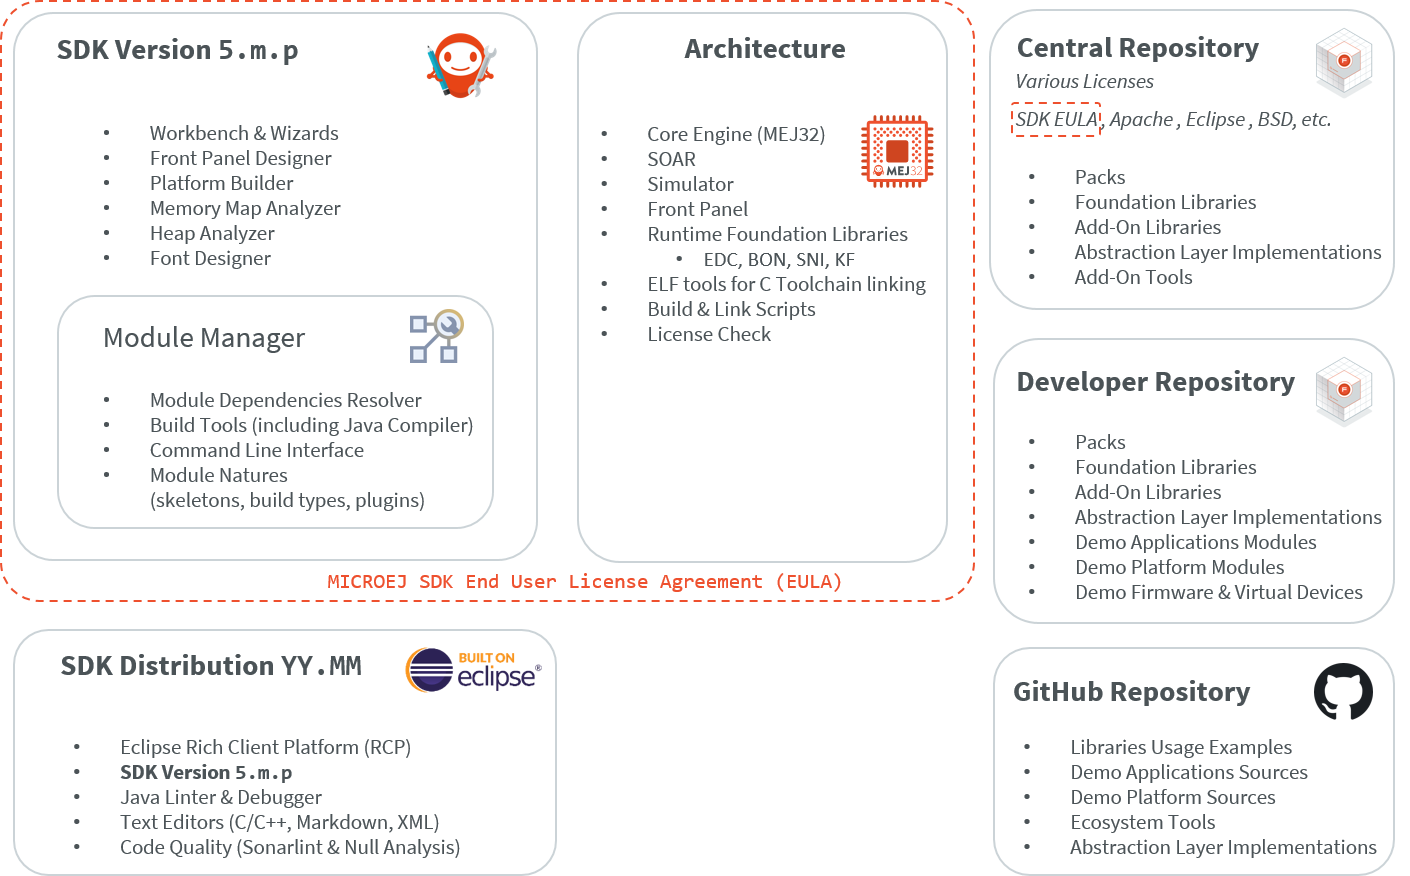 SDK Version 5.m.p
• Workbench & Wizards
• Front Panel Designer
• Platform Builder
• Memory Map Analyzer
• Heap Analyzer
• Font Designer
Module Manager
• Module Dependencies Resolver
• Build Tools (including Java Compiler)
• Command Line Interface
• Module Natures
(skeletons, build types, plugins)
Architecture
MEJ32
• Core Engine (MEJ32)
• SOAR
• Simulator
• Front Panel
• Runtime Foundation Libraries
• EDC, BON, SNI, KF
• ELF tools for C Toolchain linking
• Build & Link Scripts
• License Check
MICROEJ SDK End User License Agreement (EULA)
SDK Distribution YY.MM
BUILT ON
eclipse®
• Eclipse Rich Client Platform (RCP)
• SDK Version 5.m.p
• Java Linter & Debugger
• Text Editors (C/C++, Markdown, XML)
• Code Quality (Sonarlint & Null Analysis)
Central Repository
Various Licenses
SDK EULA, Apache, Eclipse, BSD, etc.
• Packs
• Foundation Libraries
• Add-On Libraries
• Abstraction Layer Implementations
• Add-On Tools
Developer Repository
• Packs
• Foundation Libraries
• Add-On Libraries
• Abstraction Layer Implementations
• Demo Applications Modules
• Demo Platform Modules
• Demo Firmware & Virtual Devices
GitHub Repository
• Libraries Usage Examples
• Demo Applications Sources
• Demo Platform Sources
• Ecosystem Tools
• Abstraction Layer Implementations